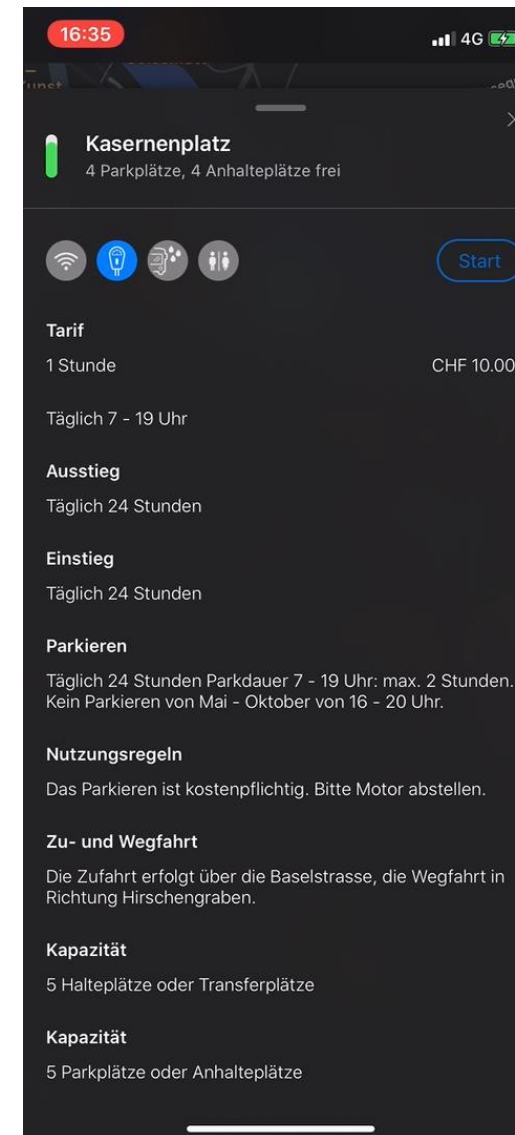 16:35
4G
Kasernenplatz
4 Parkplätze, 4 Anhalteplätze frei
Start
Tarif
1 Stunde CHF 10.00
Täglich 7 - 19 Uhr
Ausstieg
Täglich 24 Stunden
Einstieg
Täglich 24 Stunden
Parkieren
Täglich 24 Stunden Parkdauer 7 - 19 Uhr: max. 2 Stunden.
Kein Parkieren von Mai - Oktober von 16 - 20 Uhr.
Nutzungsregeln
Das Parkieren ist kostenpflichtig. Bitte Motor abstellen.
Zu- und Wegfahrt
Die Zufahrt erfolgt über die Baselstrasse, die Wegfahrt in
Richtung Hirschengraben.
Kapazität
5 Halteplätze oder Transferplätze
Kapazität
5 Parkplätze oder Anhalteplätze